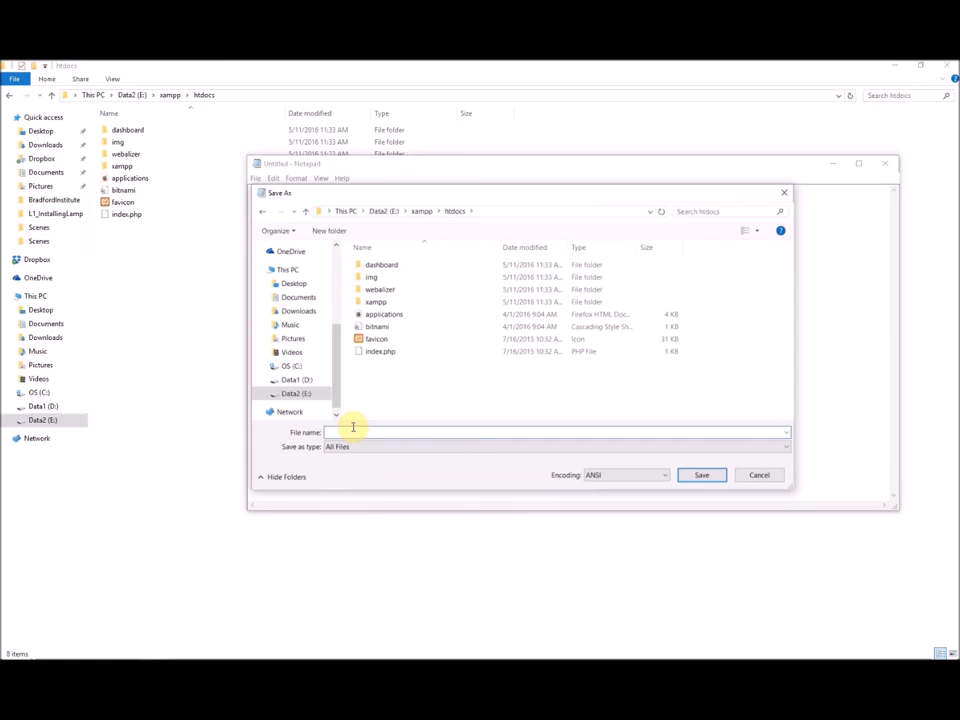 htdocs
File Home Share View
This PC Data2 (E:) xampp htdocs Search htdocs
Name Date modified Type Size
Quick access
Desktop
Downloads
Dropbox
Documents
Pictures
BradfordInstitute
L1_InstallingLamp
Scenes
Scenes
Dropbox
OneDrive
This PC
Desktop
Documents
Downloads
Music
Pictures
Videos
OS (C:)
Data1 (D:)
Data2 (E:)
Network
dashboard 5/11/2016 11:33 AM File folder
img 5/11/2016 11:33 AM File folder
webalizer 5/11/2016 11:33 AM File folder
xampp
applications
bitnami
favicon
index.php
Untitled - Notepad
File Edit Format View Help
Save As
This PC Data2 (E:) xampp htdocs Search htdocs
Organize New folder
OneDrive
This PC
Desktop
Documents
Downloads
Music
Pictures
Videos
OS (C:)
Data1 (D:)
Data2 (E:)
Network
Name Date modified Type Size
dashboard 5/11/2016 11:33 A... File folder
img 5/11/2016 11:33 A... File folder
webalizer 5/11/2016 11:33 A... File folder
xampp 5/11/2016 11:33 A... File folder
applications 4/1/2016 9:04 AM Firefox HTML Doc... 4 KB
bitnami 4/1/2016 9:04 AM Cascading Style Sh... 1 KB
favicon 7/16/2015 10:32 A... Icon 31 KB
index.php 7/16/2015 10:32 A... PHP File 1 KB
File name:
Save as type: All Files
Hide Folders Encoding: ANSI Save Cancel
8 items